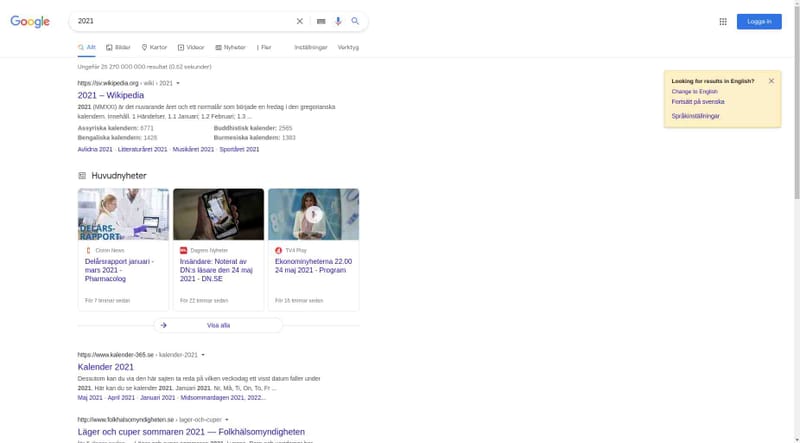 Google
2021
Logga in
Allt
Bilder
Kartor
Videor
Nyheter
Fler
Inställningar
Verktyg
Ungefär 25 270 000 000 resultat (0,62 sekunder)
Looking for results in English?
Change to English
Fortsätt på svenska
Språkinställningar
https://sv.wikipedia.org › wiki › 2021
2021 – Wikipedia
2021 (MMXXI) är det nuvarande året och ett normalår som började en fredag i den gregorianska
kalendern. Innehåll. 1 Händelser. 1.1 Januari; 1.2 Februari; 1.3 ...
Assyriska kalendern: 6771
Buddhistisk kalender: 2565
Bengaliska kalendern: 1428
Burmesiska kalendern: 1383
Avlidna 2021 · Litteraturåret 2021 · Musikåret 2021 · Sportåret 2021
Huvudnyheter
DELÅRS-
RAPPORT
Cision News
Delårsrapport januari -
mars 2021 -
Pharmacolog
För 7 timmar sedan
Dagens Nyheter
Insändare: Noterat av
DN:s läsare den 24 maj
2021 - DN.SE
För 22 timmar sedan
TV4 Play
Ekonominyheterna 22.00
24 maj 2021 - Program
För 16 timmar sedan
Visa alla
https://www.kalender-365.se › kalender-2021
Kalender 2021
Dessutom kan du via den här sajten ta reda på vilken veckodag ett visst datum faller under
2021. Här kan du se kalender 2021. Januari 2021. Nr, Må, Ti, On, To, Fr ...
Maj 2021 · April 2021 · Januari 2021 · Midsommardagen 2021, 2022...
http://www.folkhalsomyndigheten.se › lager-och-cuper
Läger och cuper sommaren 2021 — Folkhälsomyndigheten